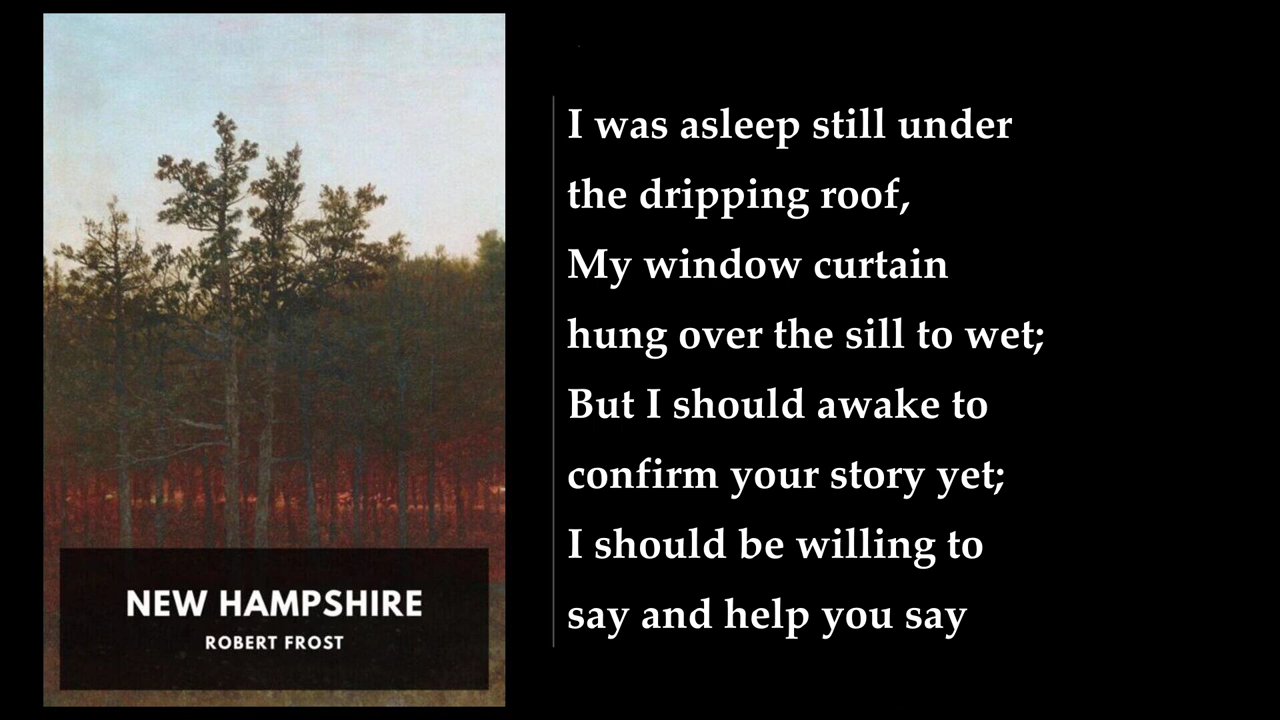 NEW HAMPSHIRE
ROBERT FROST
I was asleep still under
the dripping roof,
My window curtain
hung over the sill to wet;
But I should awake to
confirm your story yet;
I should be willing to
say and help you say